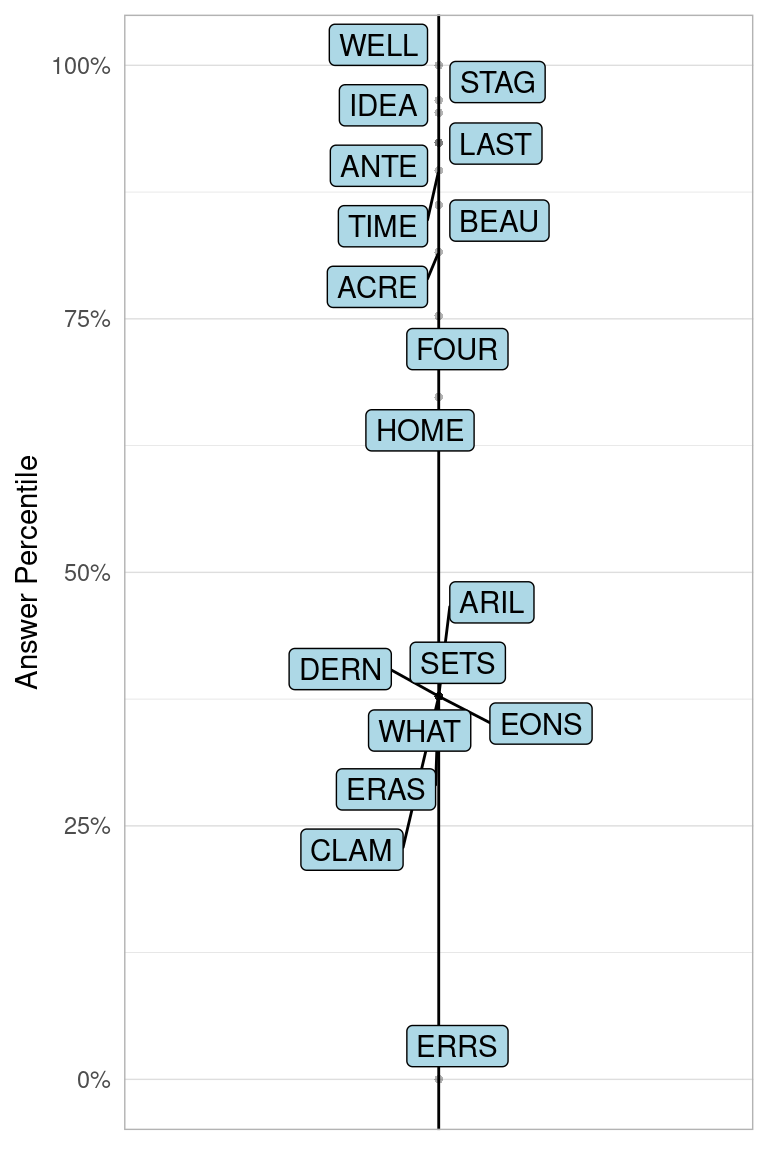 WELL
100%
STAG
IDEA
LAST
ANTE
TIME
BEAU
ACRE
75%
FOUR
HOME
Answer Percentile
50%
ARIL
SETS
DERN
EONS
WHAT
ERAS
25%
CLAM
ERRS
0%